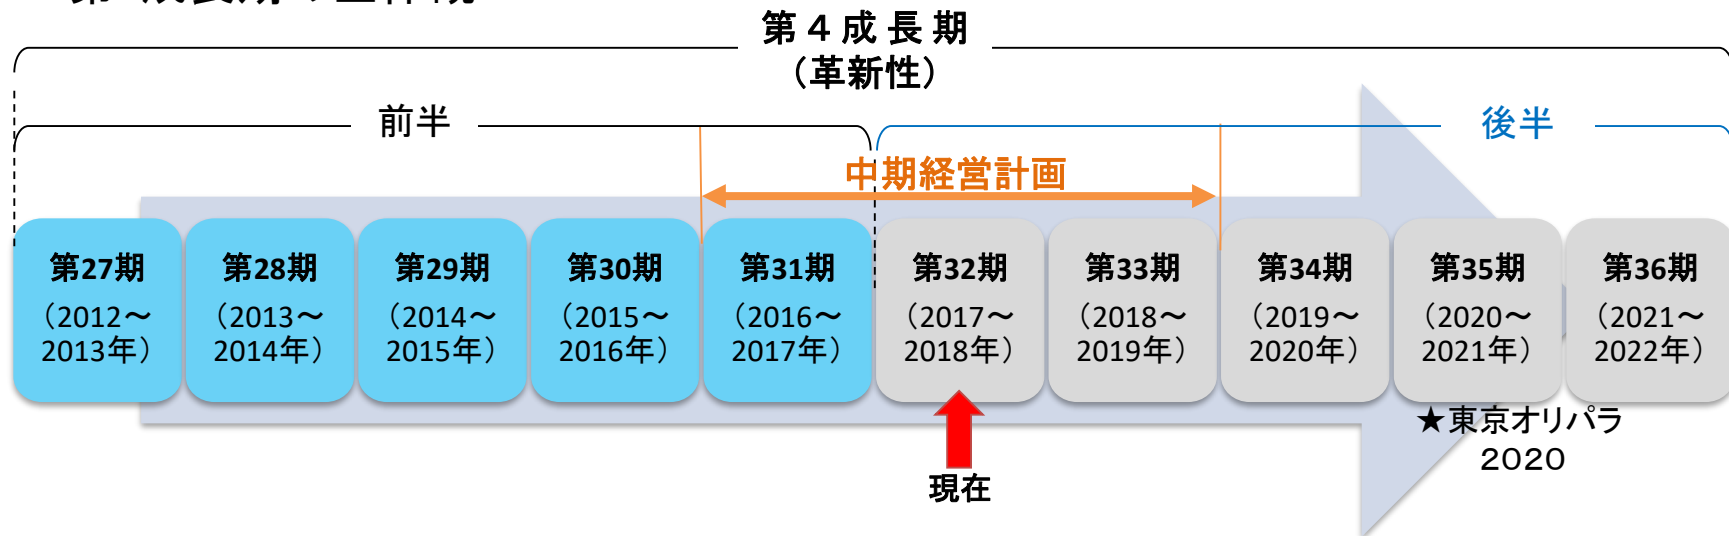 第４成長期
（革新性）
前半
後半
中期経営計画
第27期
（2012～
2013年）
第28期
（2013～
2014年）
第29期
（2014～
2015年）
第30期
（2015～
2016年）
第31期
（2016～
2017年）
第32期
（2017～
2018年）
第33期
（2018～
2019年）
第34期
（2019～
2020年）
第35期
（2020～
2021年）
第36期
（2021～
2022年）
★東京オリパラ
２０２０
現在